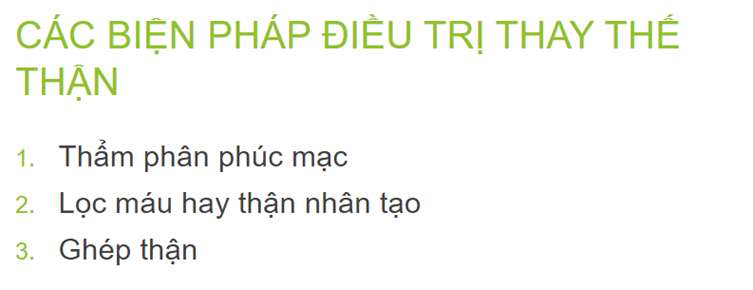 CÁC BIỆN PHÁP ĐIỀU TRỊ THAY THẾ
THẬN
1. Thẩm phân phúc mạc
2. Lọc máu hay thận nhân tạo
3. Ghép thận